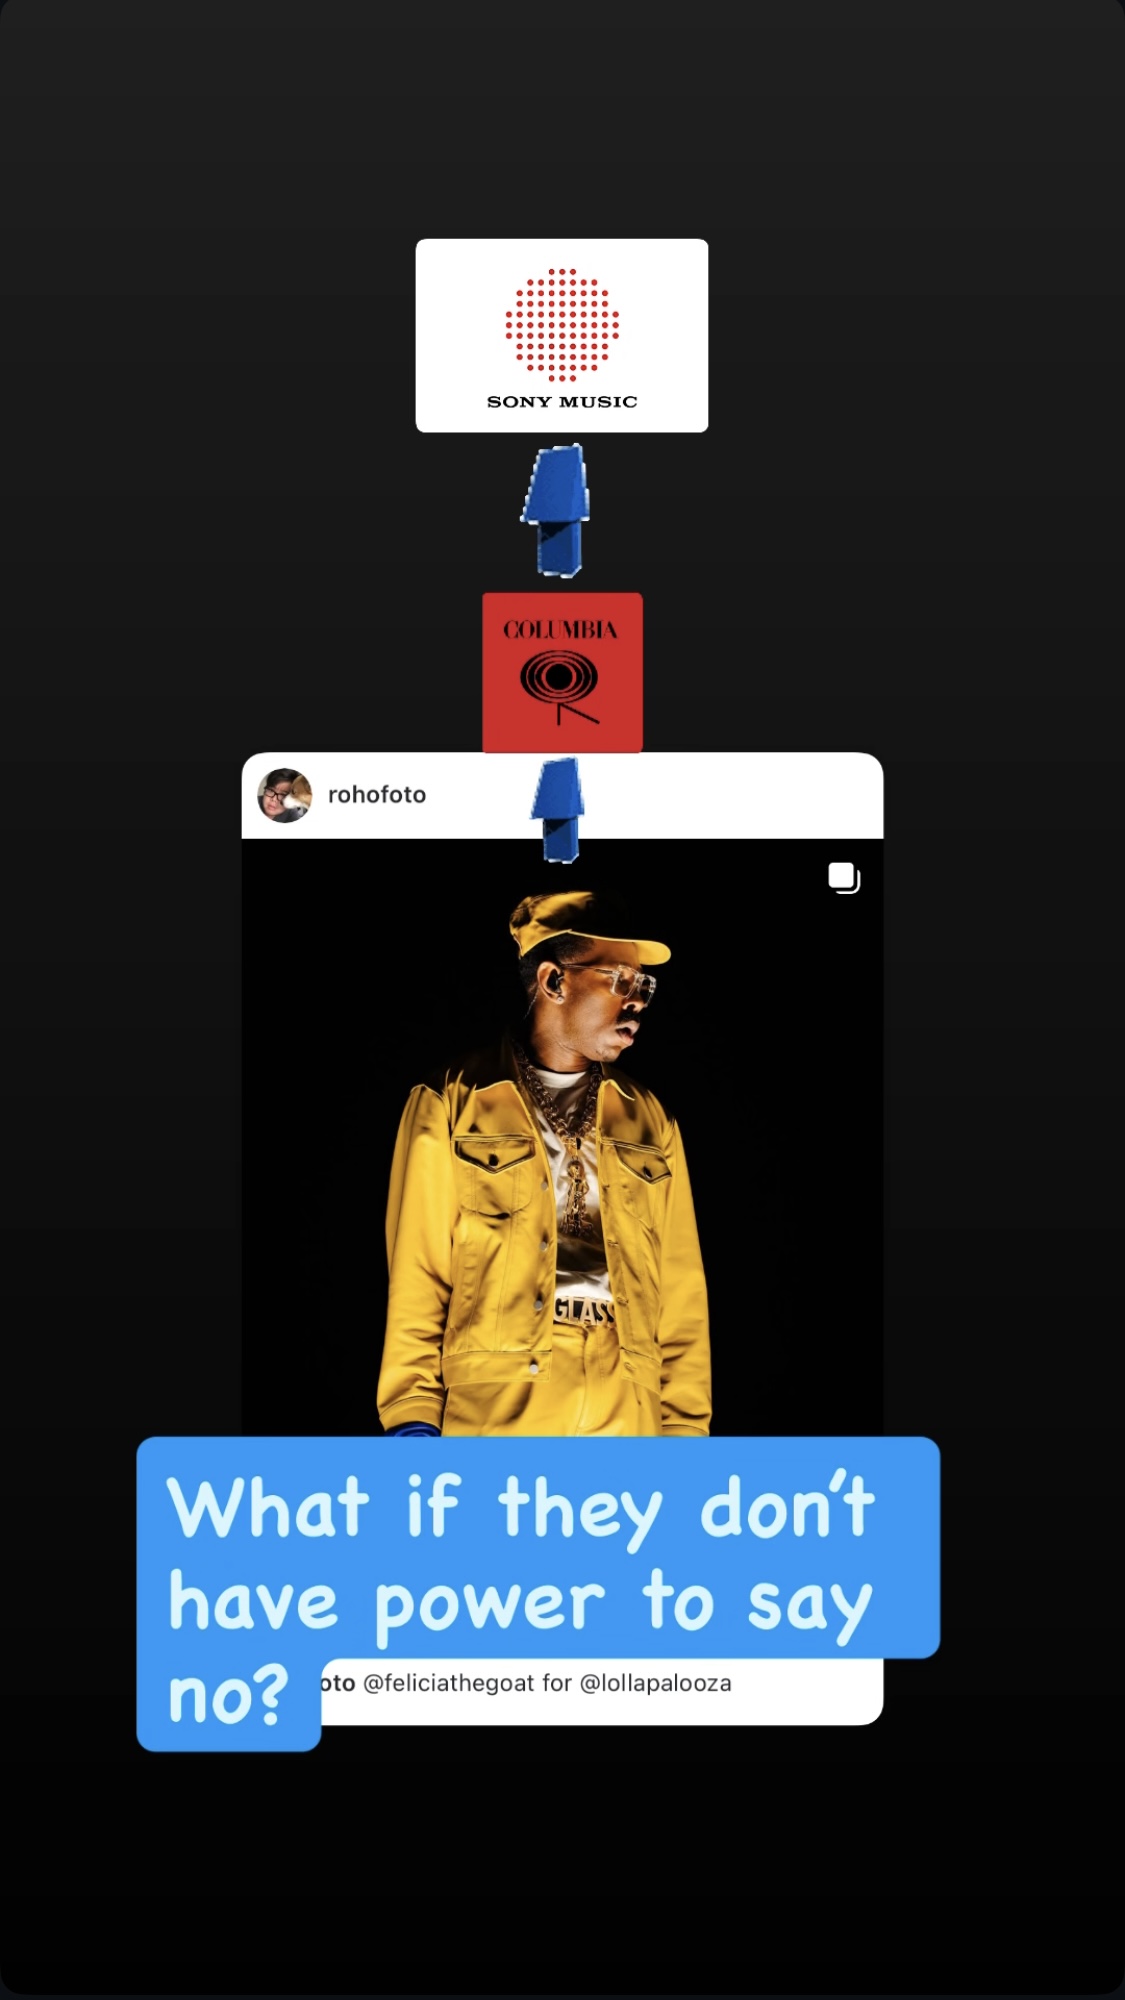 SONY MUSIC
COLUMBIA
rohofoto
GLASS
What if they don't
have power to say
no?
oto @feliciathegoat for @lollapalooza